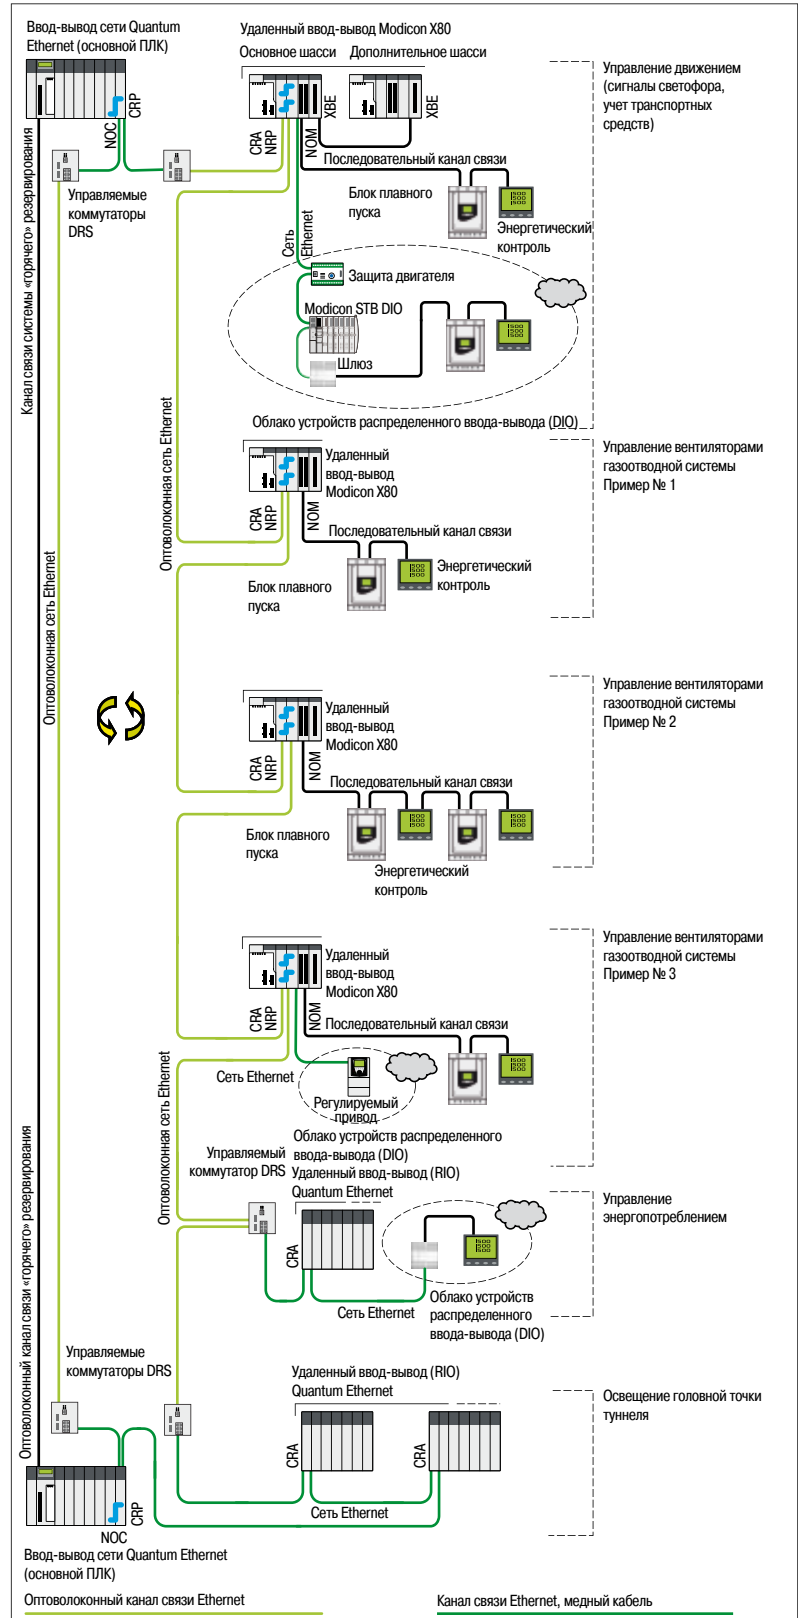 Ввод-вывод сети Quantum
Ethernet (основной ПЛК)
Удаленный ввод-вывод Modicon X80
Основное шасси
Дополнительное шасси
Управление движением
(сигналы светофора,
учет транспортных
средств)
NOC
CRP
CRA
NRP
NOM
XBE
XBE
Последовательный канал связи
Управляемые
коммутаторы
DRS
Блок плавного
пуска
Энергетический
контроль
Сеть
Ethernet
Защита двигателя
Modicon STB DIO
Шлюз
Облако устройств распределенного ввода-вывода (DIO)
Канал связи системы «горячего» резервирования
Оптоволоконная сеть Ethernet
Оптоволоконная сеть Ethernet
Удаленный
ввод-вывод
Modicon X80
Управление вентиляторами
газоотводной системы
Пример № 1
CRA
NRP
NOM
Последовательный канал связи
Блок плавного
пуска
Энергетический
контроль
Удаленный
ввод-вывод
Modicon X80
Управление вентиляторами
газоотводной системы
Пример № 2
CRA
NRP
NOM
Последовательный канал связи
Блок плавного
пуска
Энергетический
контроль
Удаленный
ввод-вывод
Modicon X80
Управление вентиляторами
газоотводной системы
Пример № 3
CRA
NRP
NOM
Последовательный канал связи
Сеть Ethernet
Регулируемый
привод
Облако устройств распределенного
ввода-вывода (DIO)
Оптоволоконная сеть Ethernet
Оптоволоконный канал связи «горячего» резервирования
Управляемый
коммутатор DRS
Удаленный ввод-вывод (RIO)
Quantum Ethernet
Управление
энергопотреблением
CRA
Сеть Ethernet
Облако устройств
распределенного
ввода-вывода (DIO)
Управляемые
коммутаторы DRS
Удаленный ввод-вывод (RIO)
Quantum Ethernet
Освещение головной точки
туннеля
CRA
CRA
Сеть Ethernet
CRP
NOC
Ввод-вывод сети Quantum Ethernet
(основной ПЛК)
Оптоволоконный канал связи Ethernet
Канал связи Ethernet, медный кабель